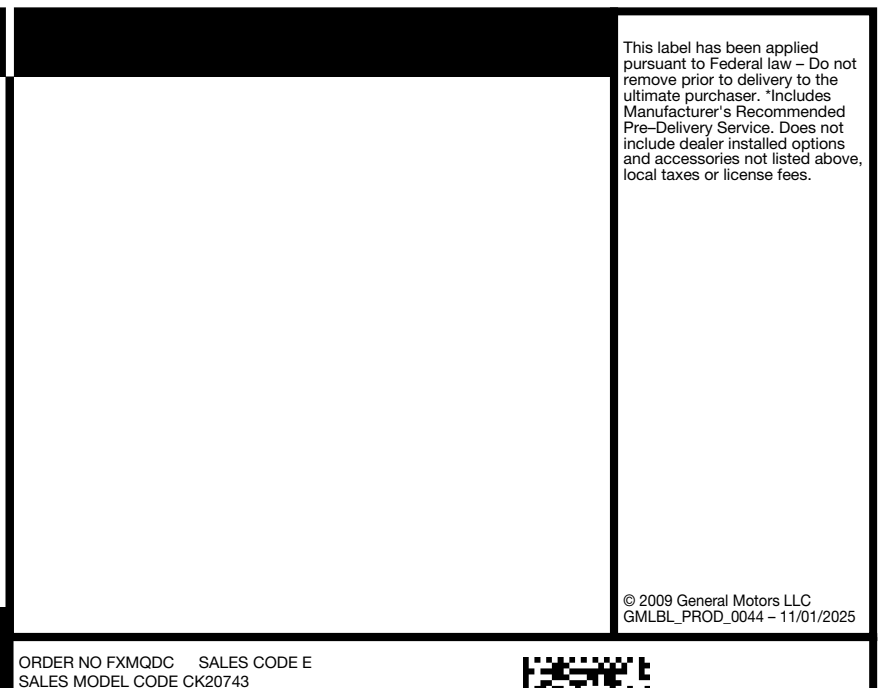 This label has been applied
pursuant to Federal law – Do not
remove prior to delivery to the
ultimate purchaser. *Includes
Manufacturer's Recommended
Pre–Delivery Service. Does not
include dealer installed options
and accessories not listed above,
local taxes or license fees.
© 2009 General Motors LLC
GMLBL_PROD_0044 – 11/01/2025
ORDER NO FXMQDC SALES CODE E
SALES MODEL CODE CK20743